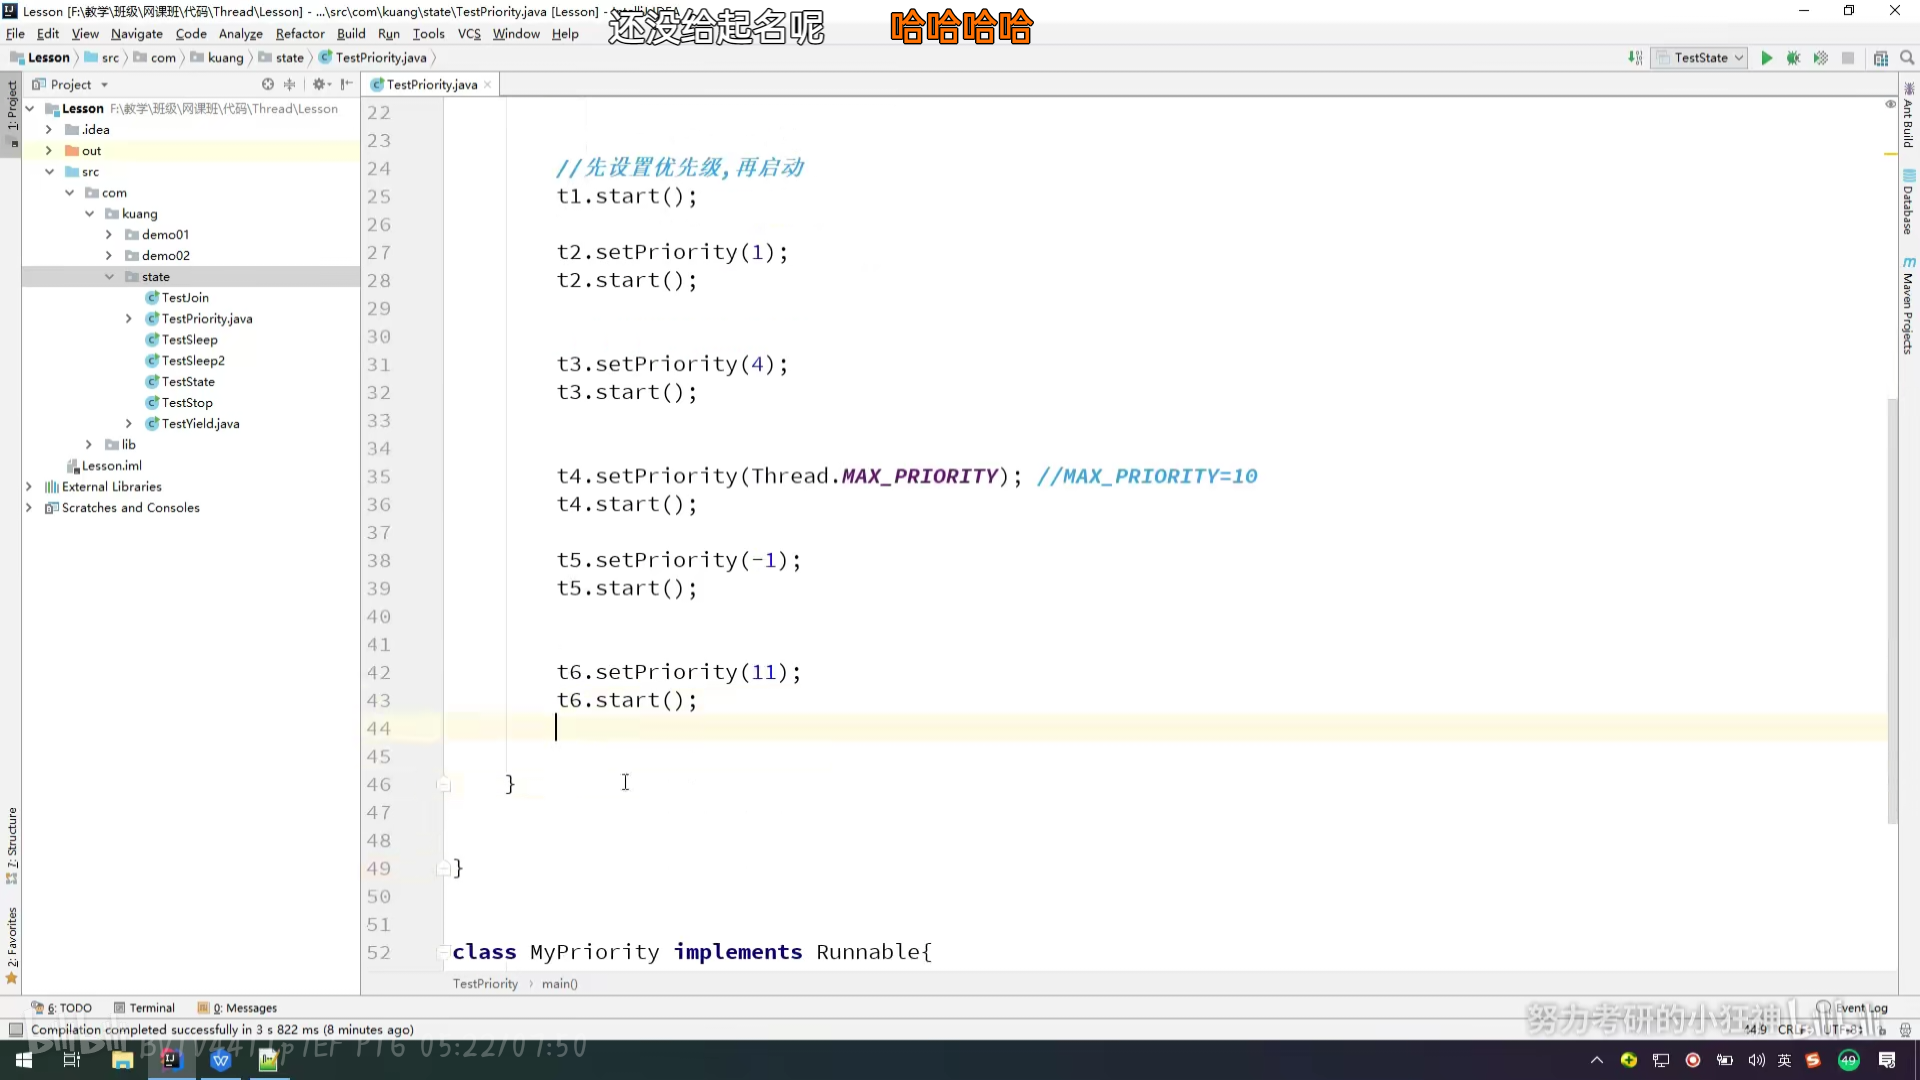 Lesson [F:\教学\班级\网课班\代码\Thread\Lesson] - ...\src\com\kuang\state\TestPriority.java [Lesson] -
还没给起名呢
哈哈哈哈
File Edit View Navigate Code Analyze Refactor Build Run Tools VCS Window Help
Lesson src com kuang state TestPriority.java
TestState
Project
TestPriority.java
1: Project
Lesson F:\教学\班级\网课班\代码\Thread\Lesson
.idea
out
src
com
kuang
demo01
demo02
state
TestJoin
TestPriority.java
TestSleep
TestSleep2
TestState
TestStop
TestYield.java
lib
Lesson.iml
External Libraries
Scratches and Consoles
7: Structure
2: Favorites
22
23
24 //先设置优先级,再启动
25 t1.start();
26
27 t2.setPriority(1);
28 t2.start();
29
30
31 t3.setPriority(4);
32 t3.start();
33
34
35 t4.setPriority(Thread.MAX_PRIORITY); //MAX_PRIORITY=10
36 t4.start();
37
38 t5.setPriority(-1);
39 t5.start();
40
41
42 t6.setPriority(11);
43 t6.start();
44
45
46 }
47
48
49 }
50
51
52 class MyPriority implements Runnable{
TestPriority main()
Ant Build
Database
Maven Projects
6: TODO Terminal 0: Messages
Event Log
努力考研的小狂神
Compilation completed successfully in 3 s 822 ms (8 minutes ago)
44:9 CRLF UTF-8
P16 05:22/07:50
英
49